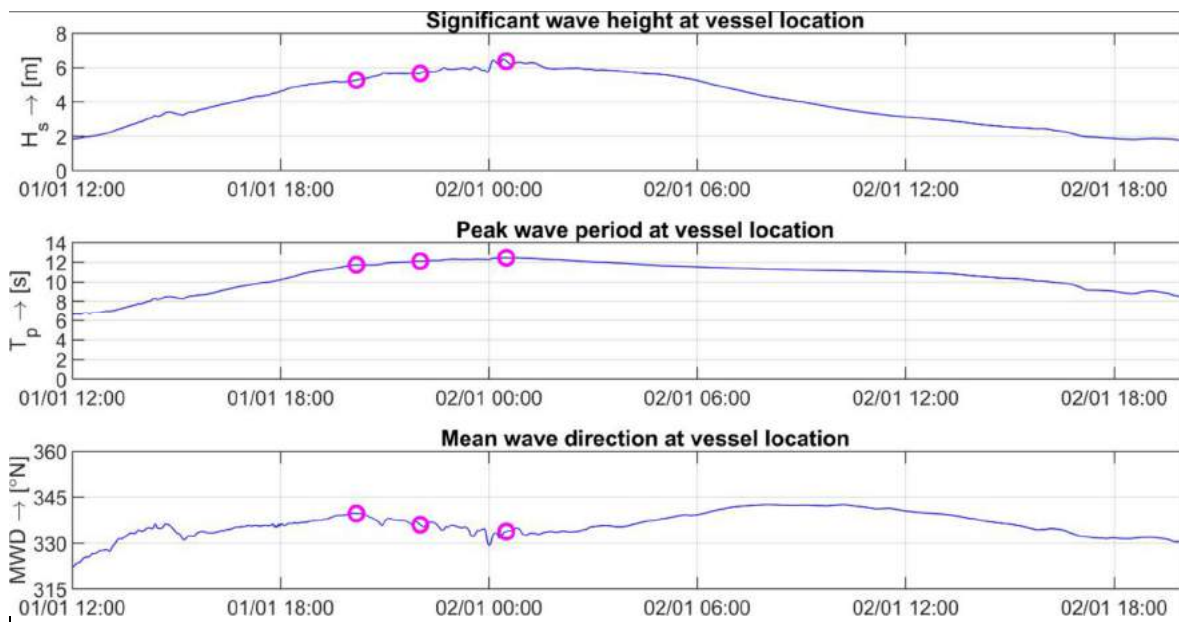 Significant wave height at vessel location
H_s → [m]
8
6
4
2
0
01/01 12:00 01/01 18:00 02/01 00:00 02/01 06:00 02/01 12:00 02/01 18:00
Peak wave period at vessel location
T_p → [s]
14
12
10
8
6
4
2
0
01/01 12:00 01/01 18:00 02/01 00:00 02/01 06:00 02/01 12:00 02/01 18:00
Mean wave direction at vessel location
MWD → [°N]
360
345
330
315
01/01 12:00 01/01 18:00 02/01 00:00 02/01 06:00 02/01 12:00 02/01 18:00